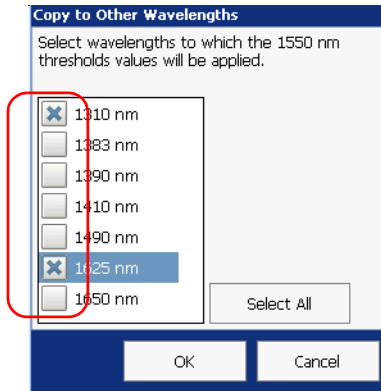 Copy to Other Wavelengths
Select wavelengths to which the 1550 nm
thresholds values will be applied.
1310 nm
1383 nm
1390 nm
1410 nm
1490 nm
1625 nm
1650 nm
Select All
OK
Cancel